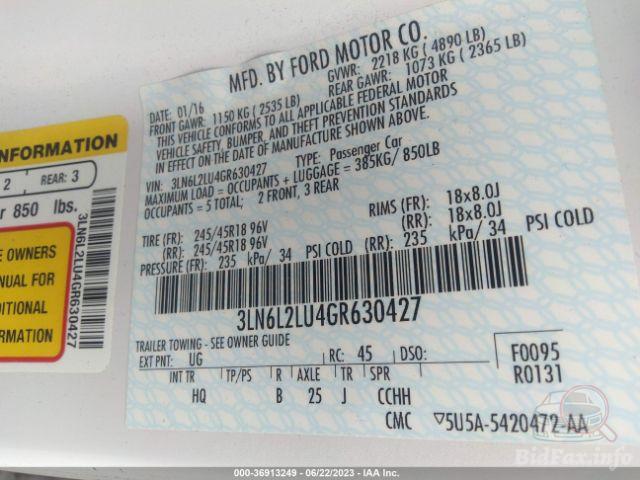 MFD. BY FORD MOTOR CO.
DATE: 01/16 GVWR: 2218 KG ( 4890 LB)
FRONT GAWR: 1150 KG ( 2535 LB) REAR GAWR: 1073 KG ( 2365 LB)
THIS VEHICLE CONFORMS TO ALL APPLICABLE FEDERAL MOTOR
VEHICLE SAFETY, BUMPER, AND THEFT PREVENTION STANDARDS
IN EFFECT ON THE DATE OF MANUFACTURE SHOWN ABOVE.
VIN: 3LN6L2LU4GR630427 TYPE: Passenger Car
MAXIMUM LOAD = OCCUPANTS + LUGGAGE = 385KG/ 850LB
OCCUPANTS = 5 TOTAL; 2 FRONT, 3 REAR
TIRE (FR): 245/45R18 96V RIMS (FR): 18x8.0J
(RR): 245/45R18 96V (RR): 18x8.0J
PRESSURE (FR): 235 kPa/ 34 PSI COLD (RR): 235 kPa/ 34 PSI COLD
3LN6L2LU4GR630427
TRAILER TOWING - SEE OWNER GUIDE
EXT PNT: UG RC: 45 DSO: F0095
INT TR TP/PS R AXLE TR SPR R0131
HQ B 25 J CCHH
CMC ▽5U5A-5420472-AA
INFORMATION
2 REAR: 3
r 850 lbs.
E OWNERS
ANUAL FOR
DITIONAL
ORMATION
3LN6L2LU4GR630427
000-36913249 - 06/22/2023 - IAA Inc.
BidFax.info